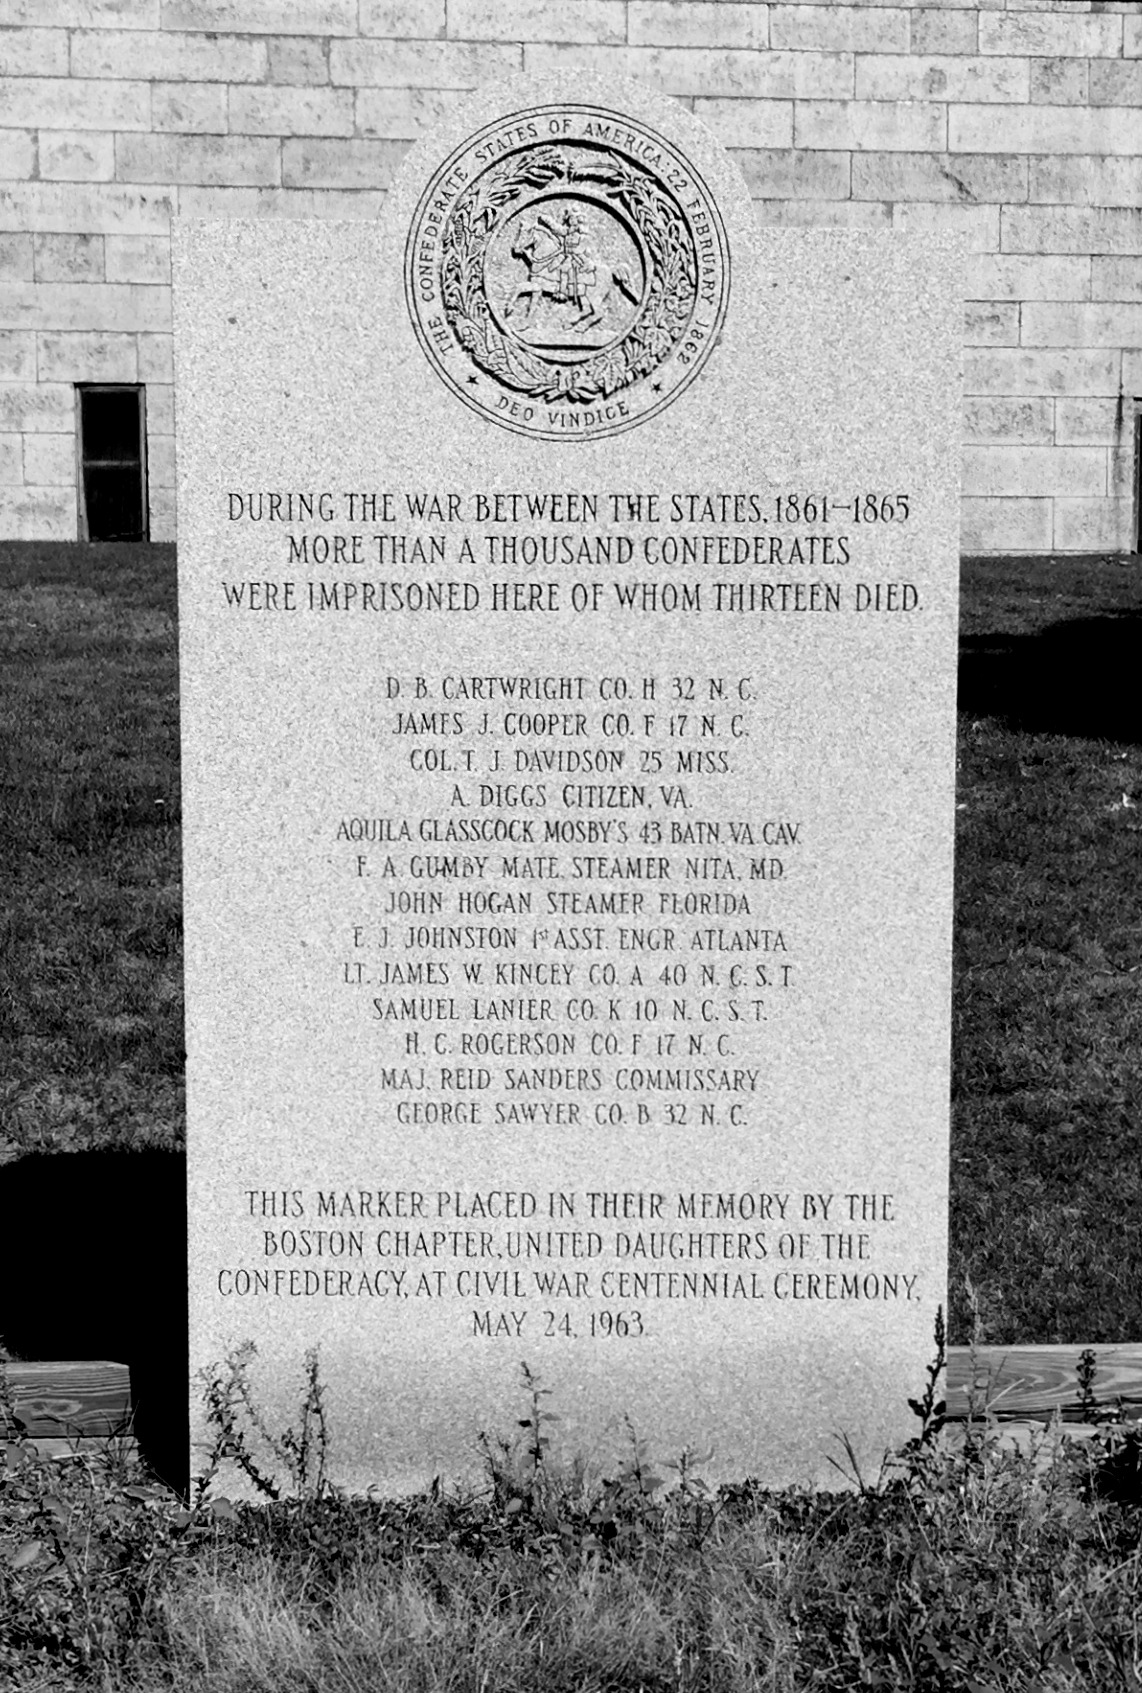 THE CONFEDERATE STATES OF AMERICA: 22 FEBRUARY 1862
DEO VINDICE
DURING THE WAR BETWEEN THE STATES, 1861–1865
MORE THAN A THOUSAND CONFEDERATES
WERE IMPRISONED HERE OF WHOM THIRTEEN DIED.
D. B. CARTWRIGHT CO. H 32 N. C.
JAMES J. COOPER CO. F 17 N. C.
COL. T. J. DAVIDSON 25 MISS.
A. DIGGS CITIZEN, VA.
AQUILA GLASSCOCK MOSBY'S 43 BATN. VA. CAV.
F. A. GUMBY MATE, STEAMER NITA, MD.
JOHN HOGAN STEAMER FLORIDA
E. J. JOHNSTON 1ST ASST. ENGR. ATLANTA
LT. JAMES W. KINCEY CO. A 40 N. C. S. T.
SAMUEL LANIER CO. K 10 N. C. S. T.
H. C. ROGERSON CO. F 17 N. C.
MAJ. REID SANDERS COMMISSARY
GEORGE SAWYER CO. B 32 N. C.
THIS MARKER PLACED IN THEIR MEMORY BY THE
BOSTON CHAPTER, UNITED DAUGHTERS OF THE
CONFEDERACY, AT CIVIL WAR CENTENNIAL CEREMONY,
MAY 24, 1963.